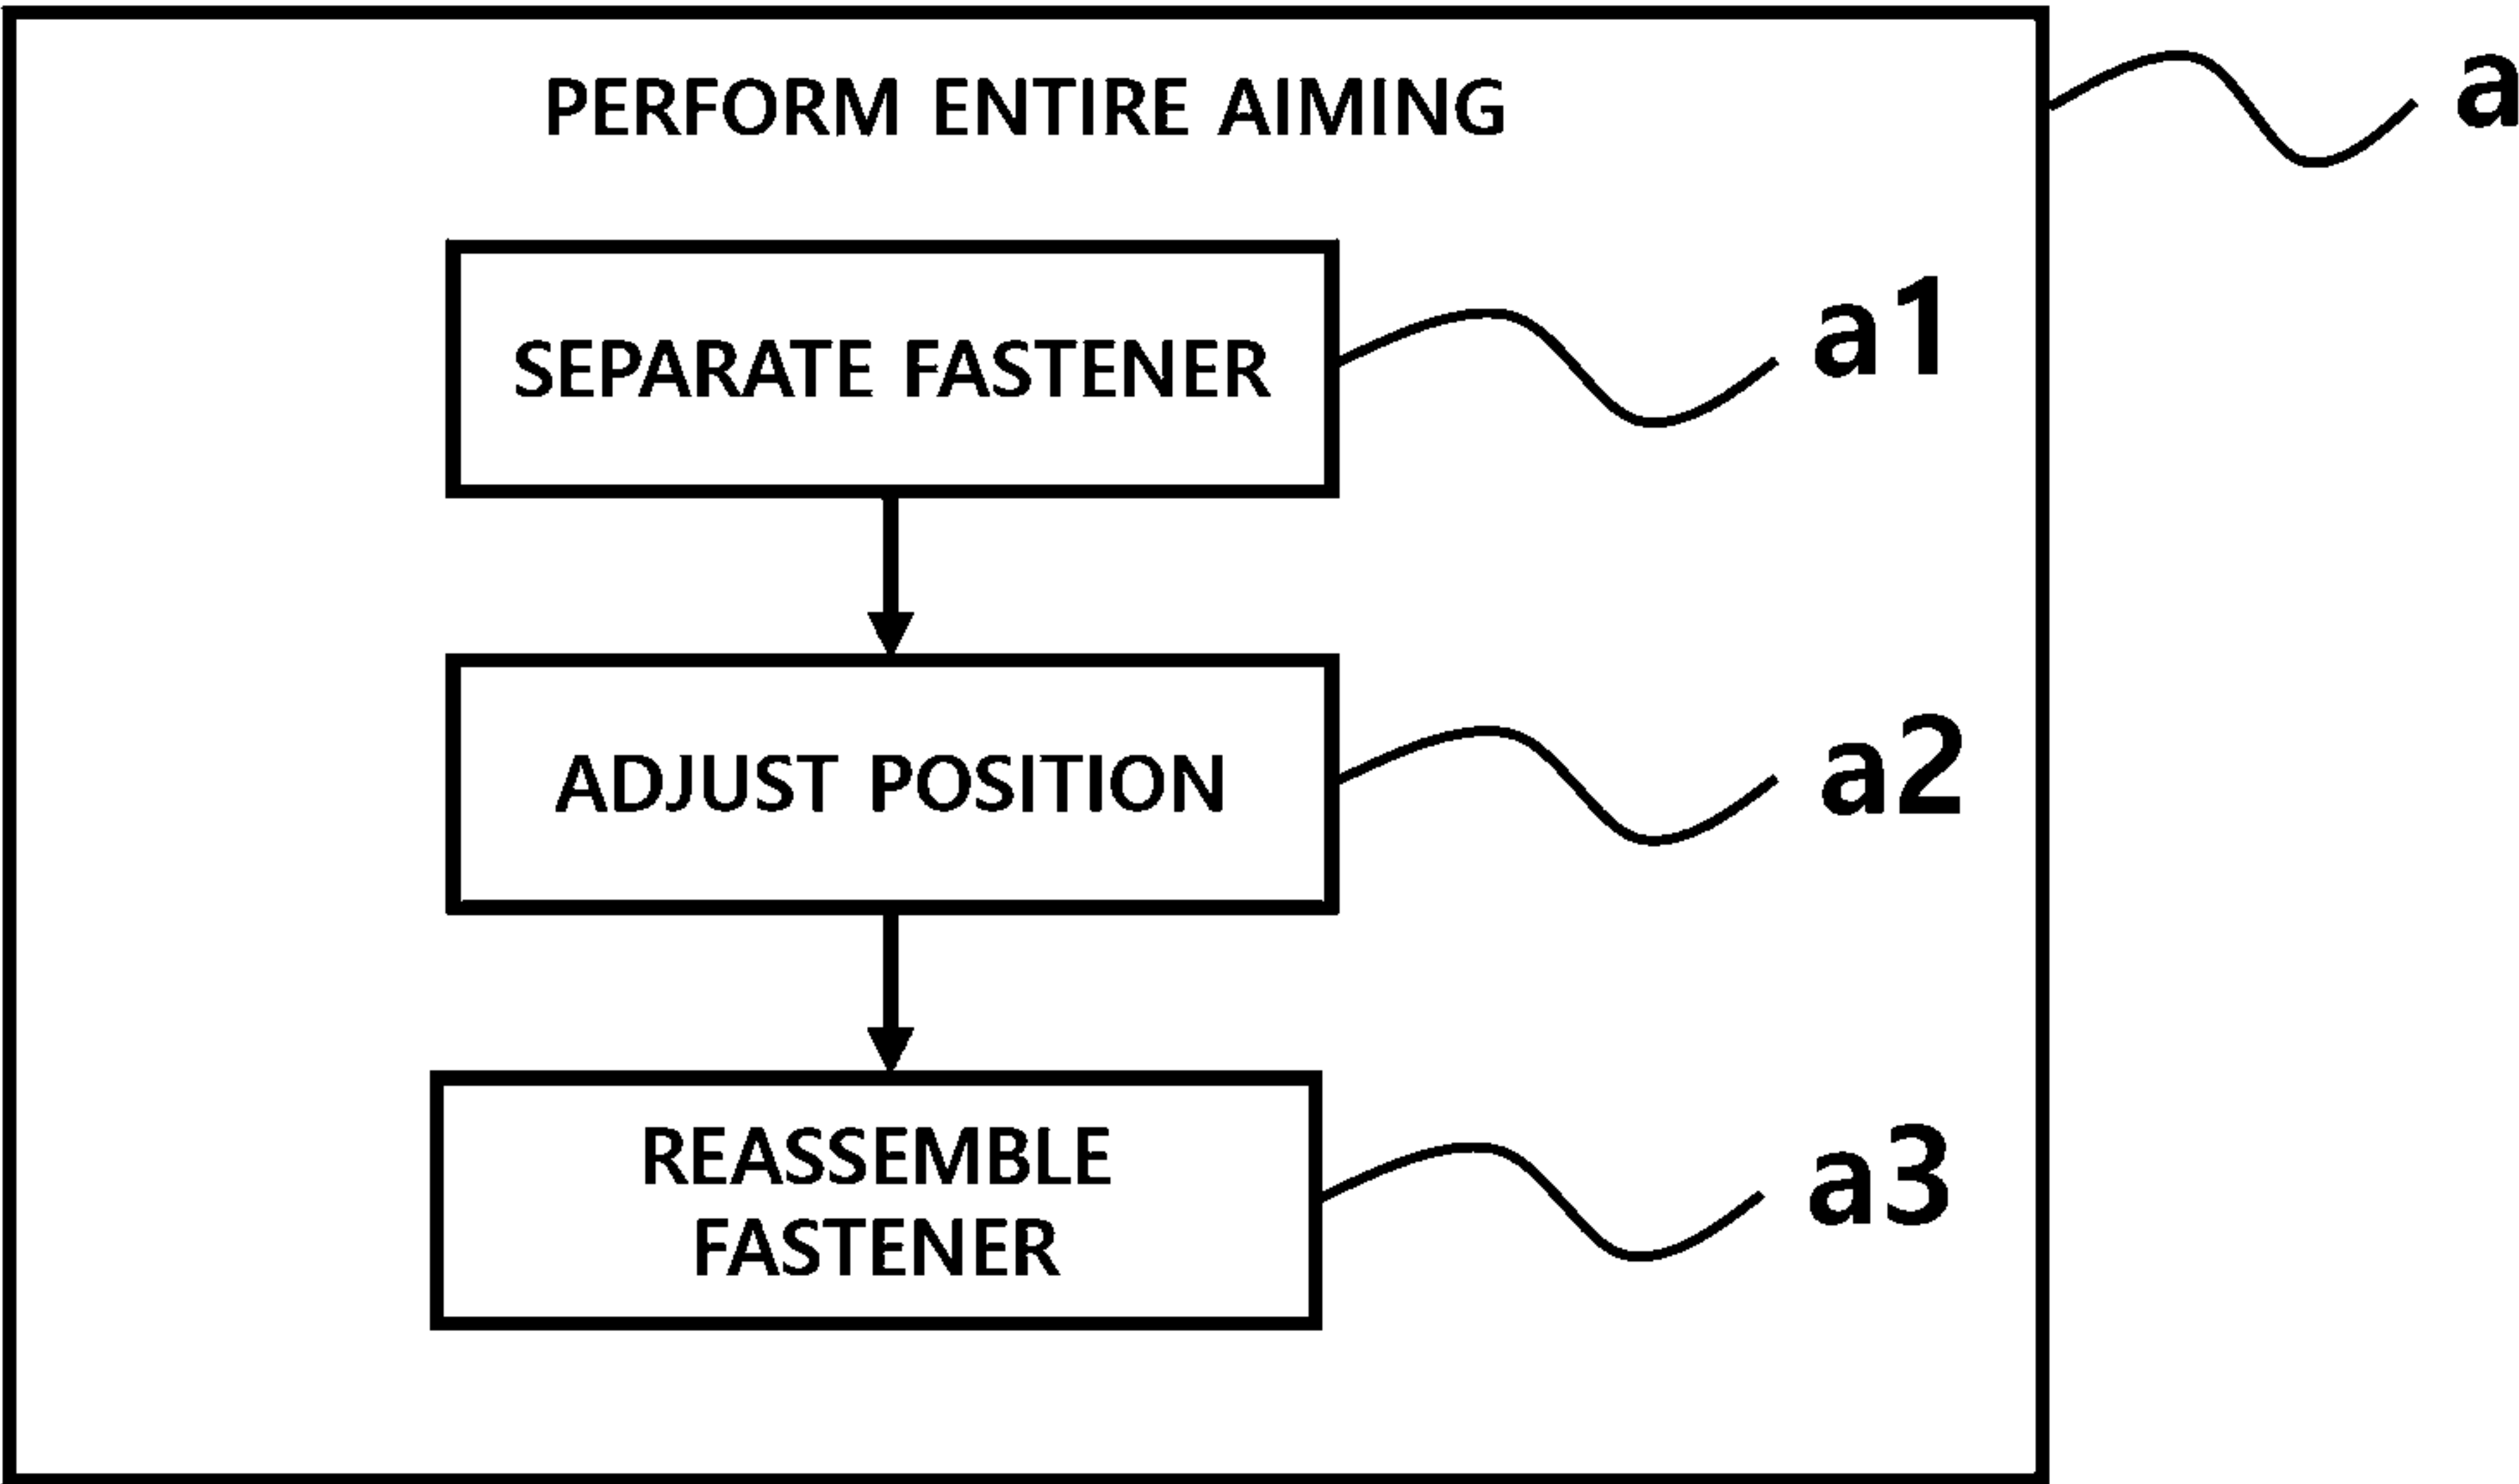 PERFORM ENTIRE AIMING
a
SEPARATE FASTENER
a1
ADJUST POSITION
a2
REASSEMBLE
FASTENER
a3